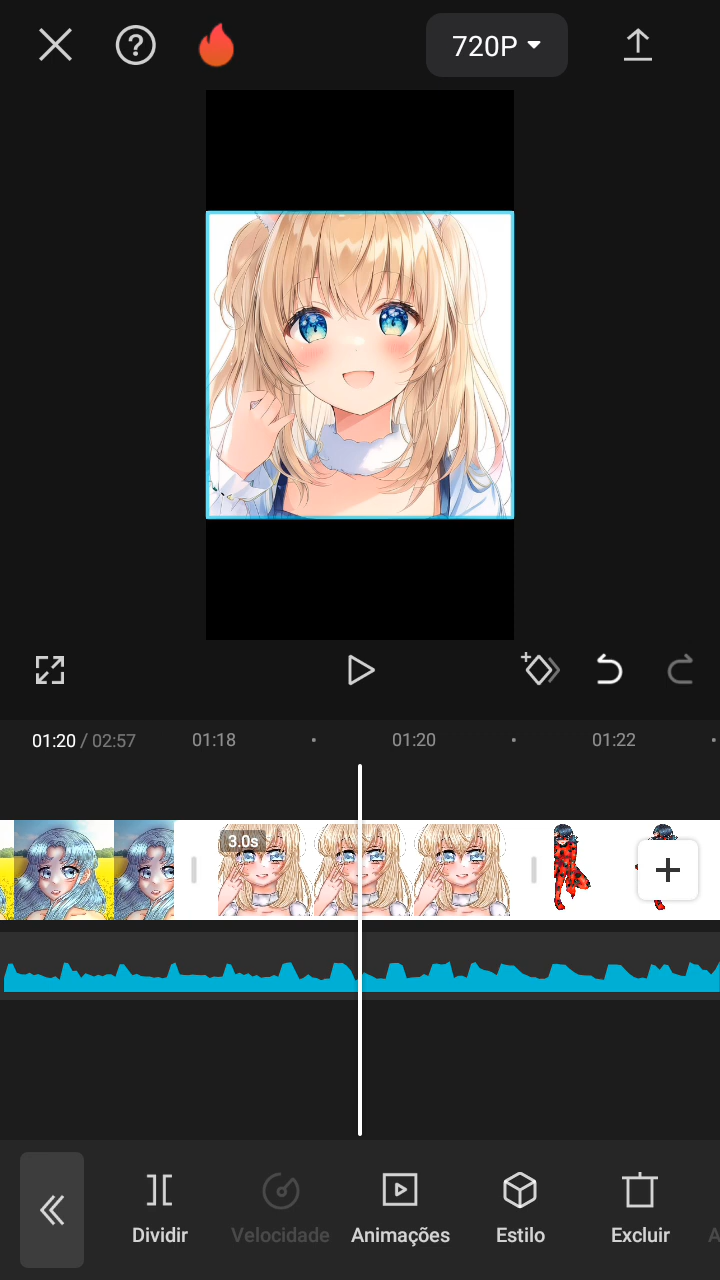 720P
01:20 / 02:57
01:18
01:20
01:22
3.0s
Dividir
Velocidade
Animações
Estilo
Excluir
A